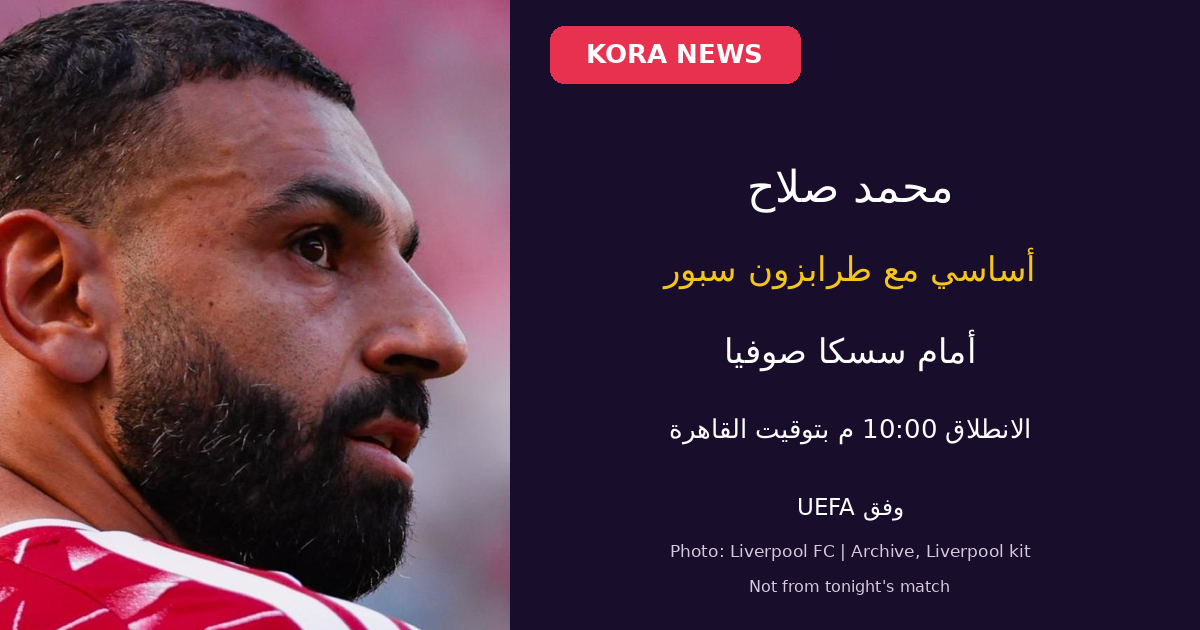 KORA NEWS
محمد صلاح
أساسي مع طرابزون سبور
أمام سسكا صوفيا
الانطلاق 10:00 م بتوقيت القاهرة
وفق UEFA
Photo: Liverpool FC | Archive, Liverpool kit
Not from tonight's match